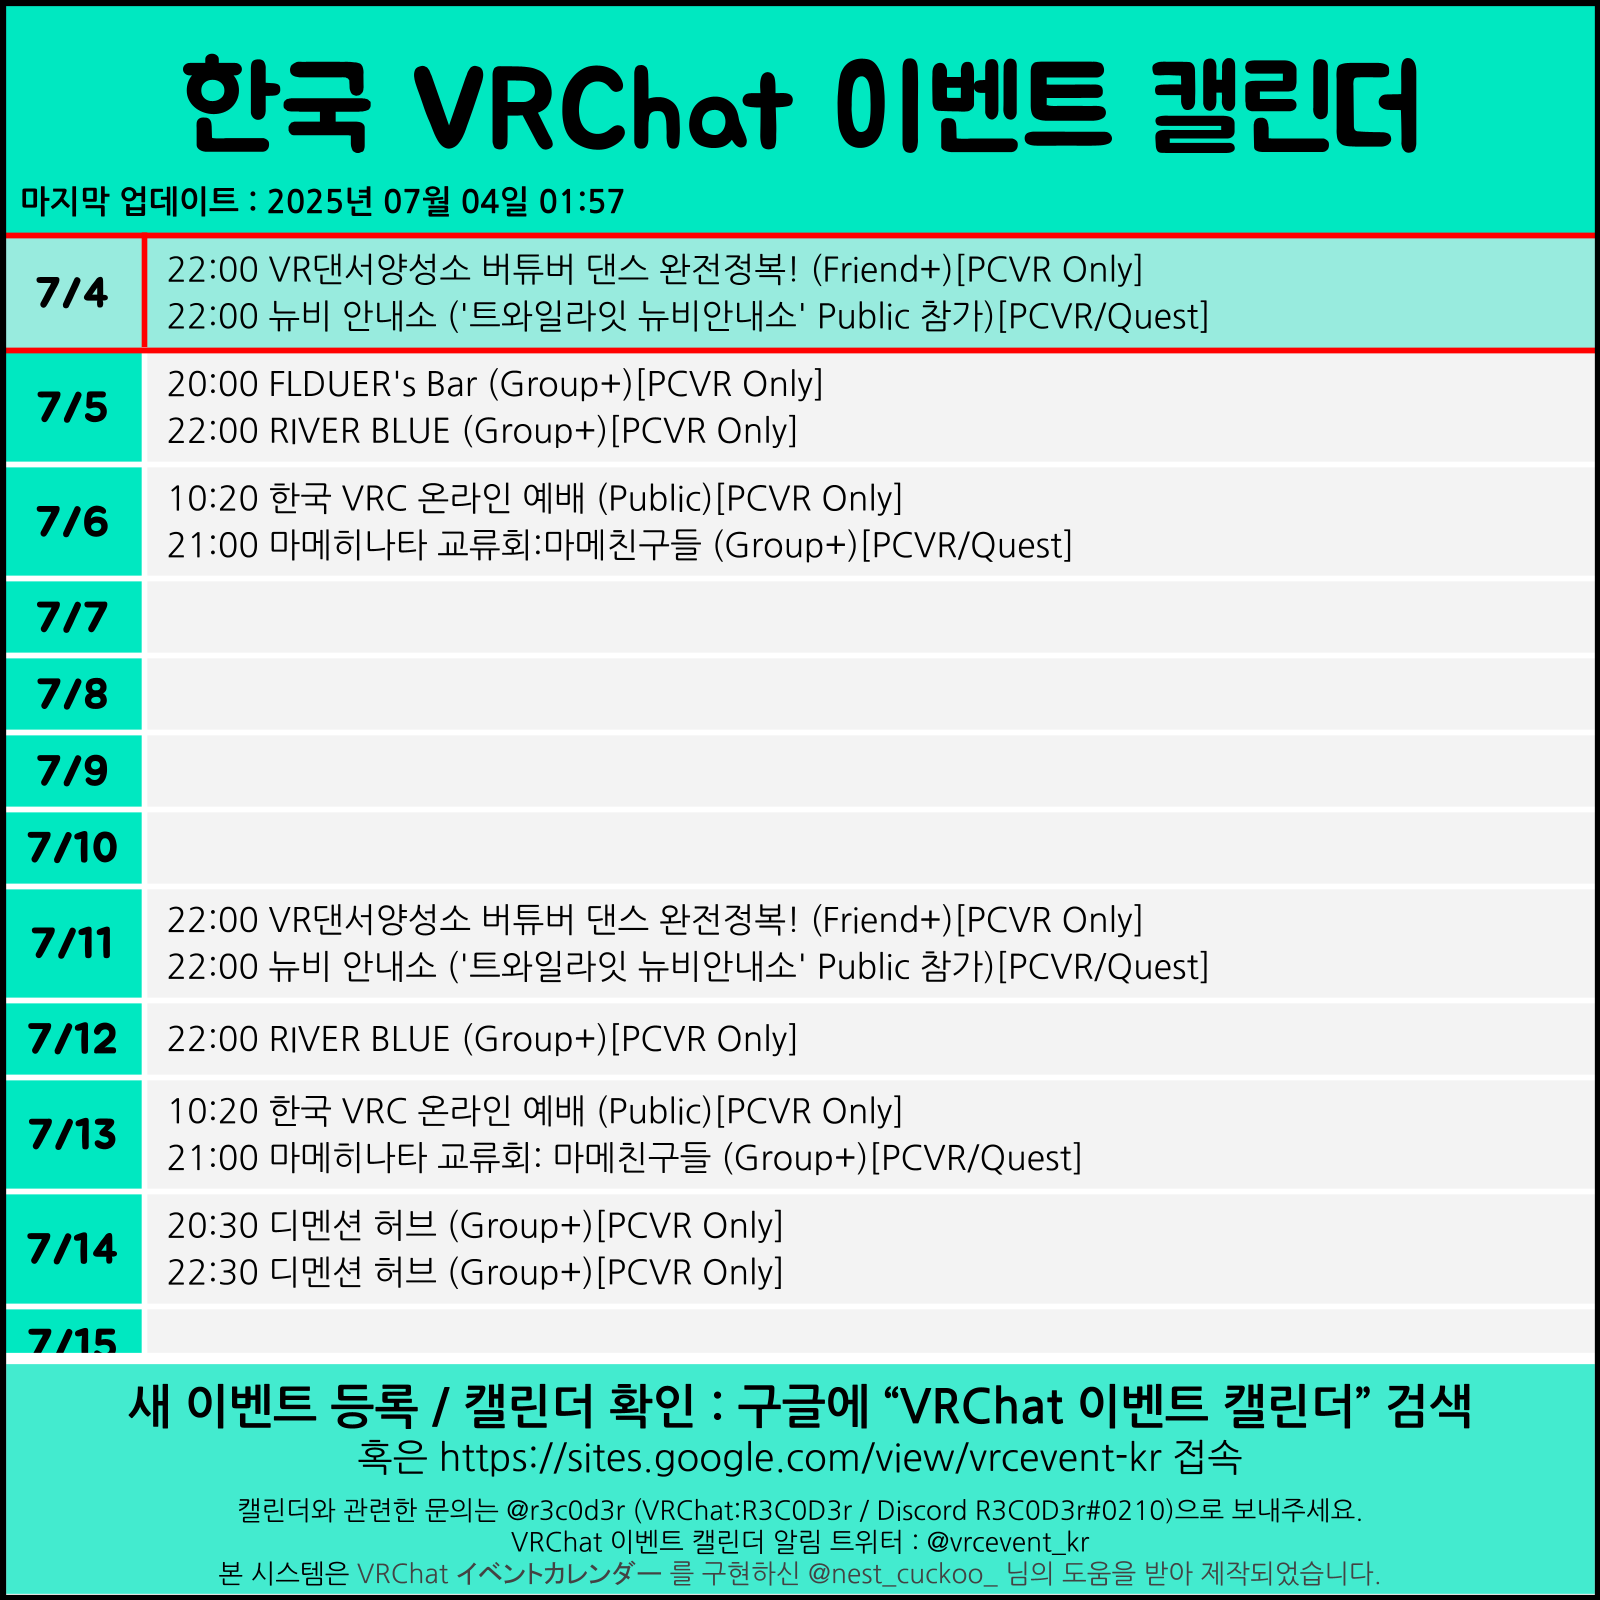 한국 VRChat 이벤트 캘린더
마지막 업데이트 : 2025년 07월 04일 01:57
7/4
22:00 VR댄서양성소 버튜버 댄스 완전정복! (Friend+)[PCVR Only]
22:00 뉴비 안내소 ('트와일라잇 뉴비안내소' Public 참가)[PCVR/Quest]
7/5
20:00 FLDUER's Bar (Group+)[PCVR Only]
22:00 RIVER BLUE (Group+)[PCVR Only]
7/6
10:20 한국 VRC 온라인 예배 (Public)[PCVR Only]
21:00 마메히나타 교류회:마메친구들 (Group+)[PCVR/Quest]
7/7
7/8
7/9
7/10
7/11
22:00 VR댄서양성소 버튜버 댄스 완전정복! (Friend+)[PCVR Only]
22:00 뉴비 안내소 ('트와일라잇 뉴비안내소' Public 참가)[PCVR/Quest]
7/12
22:00 RIVER BLUE (Group+)[PCVR Only]
7/13
10:20 한국 VRC 온라인 예배 (Public)[PCVR Only]
21:00 마메히나타 교류회: 마메친구들 (Group+)[PCVR/Quest]
7/14
20:30 디멘션 허브 (Group+)[PCVR Only]
22:30 디멘션 허브 (Group+)[PCVR Only]
7/15
새 이벤트 등록 / 캘린더 확인 : 구글에 “VRChat 이벤트 캘린더” 검색
혹은 https://sites.google.com/view/vrcevent-kr 접속
캘린더와 관련한 문의는 @r3c0d3r (VRChat:R3C0D3r / Discord R3C0D3r#0210)으로 보내주세요.
VRChat 이벤트 캘린더 알림 트위터 : @vrcevent_kr
본 시스템은 VRChat イベントカレンダー 를 구현하신 @nest_cuckoo_ 님의 도움을 받아 제작되었습니다.